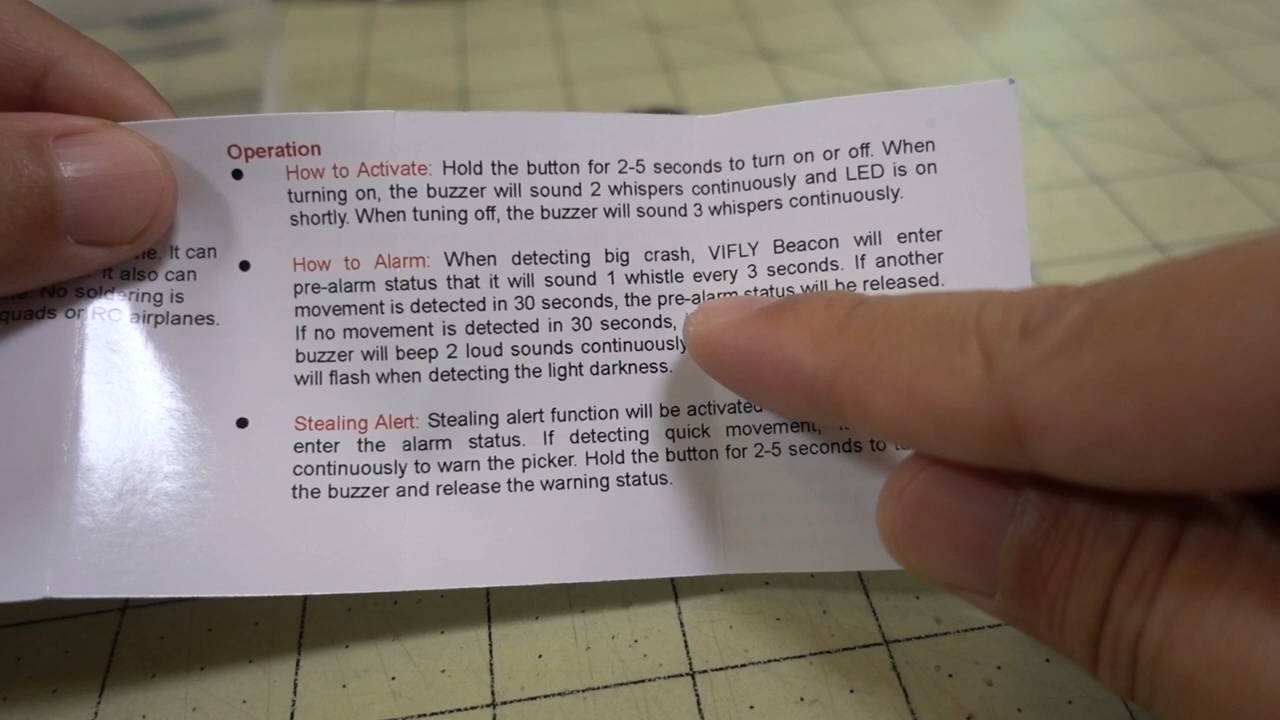 Operation
How to Activate: Hold the button for 2-5 seconds to turn on or off. When
turning on, the buzzer will sound 2 whispers continuously and LED is on
shortly. When tuning off, the buzzer will sound 3 whispers continuously.
How to Alarm: When detecting big crash, VIFLY Beacon will enter
pre-alarm status that it will sound 1 whistle every 3 seconds. If another
movement is detected in 30 seconds, the pre-alarm status will be released.
If no movement is detected in 30 seconds,
buzzer will beep 2 loud sounds continuously
will flash when detecting the light darkness.
Stealing Alert: Stealing alert function will be activated
enter the alarm status. If detecting quick movement,
continuously to warn the picker. Hold the button for 2-5 seconds to
the buzzer and release the warning status.
It can
It also can
No soldering is
quads or RC airplanes.